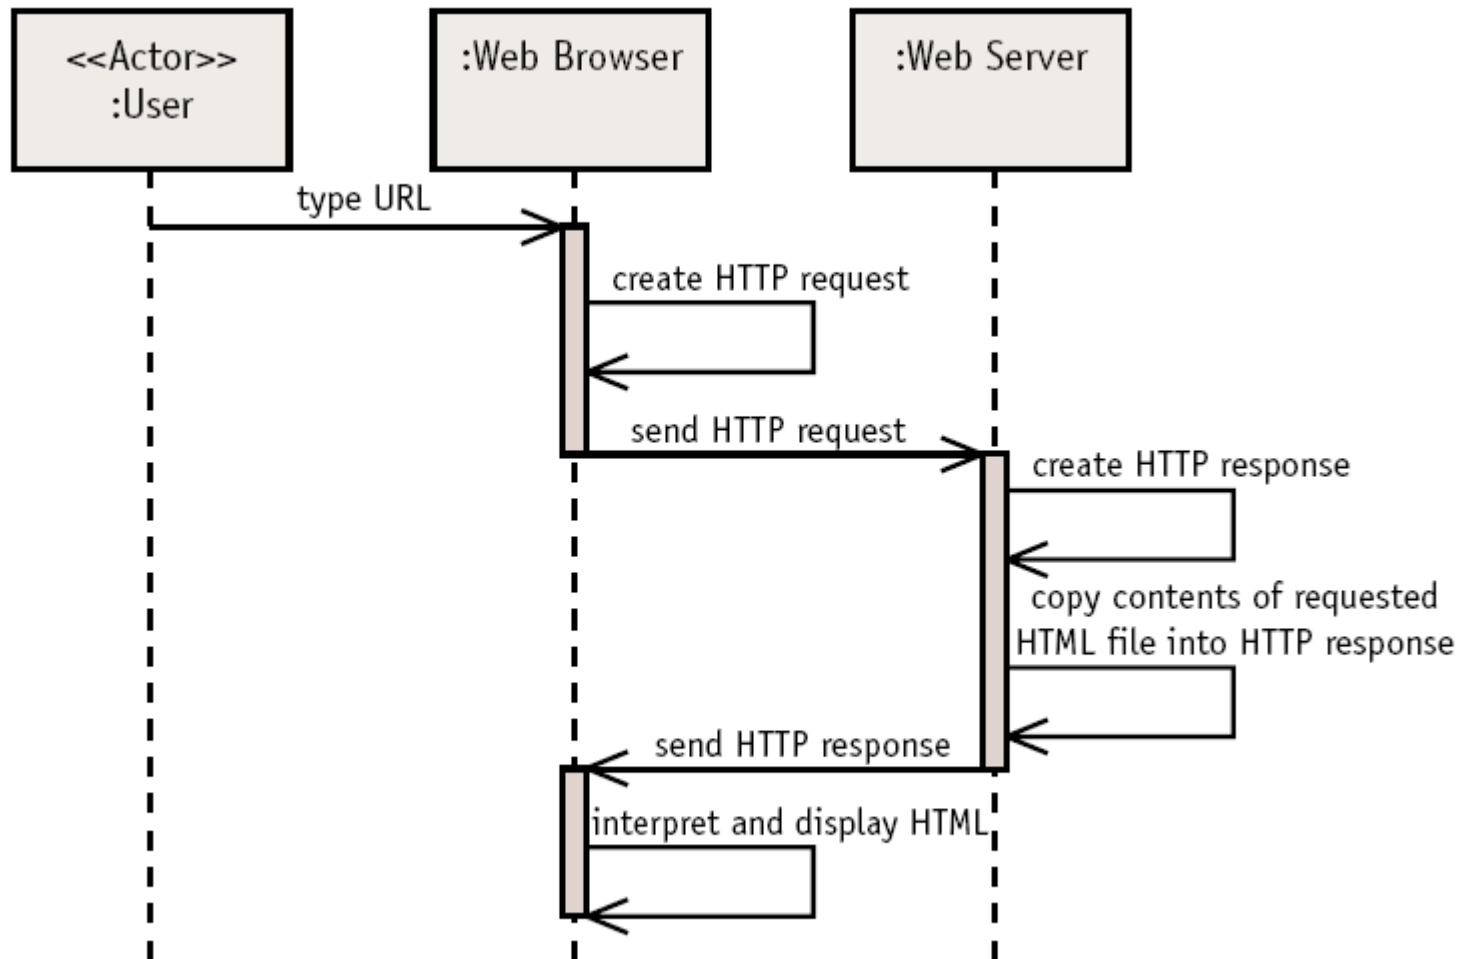 <<Actor>>
:User
:Web Browser
:Web Server
type URL
create HTTP request
send HTTP request
create HTTP response
copy contents of requested
HTML file into HTTP response
send HTTP response
interpret and display HTML